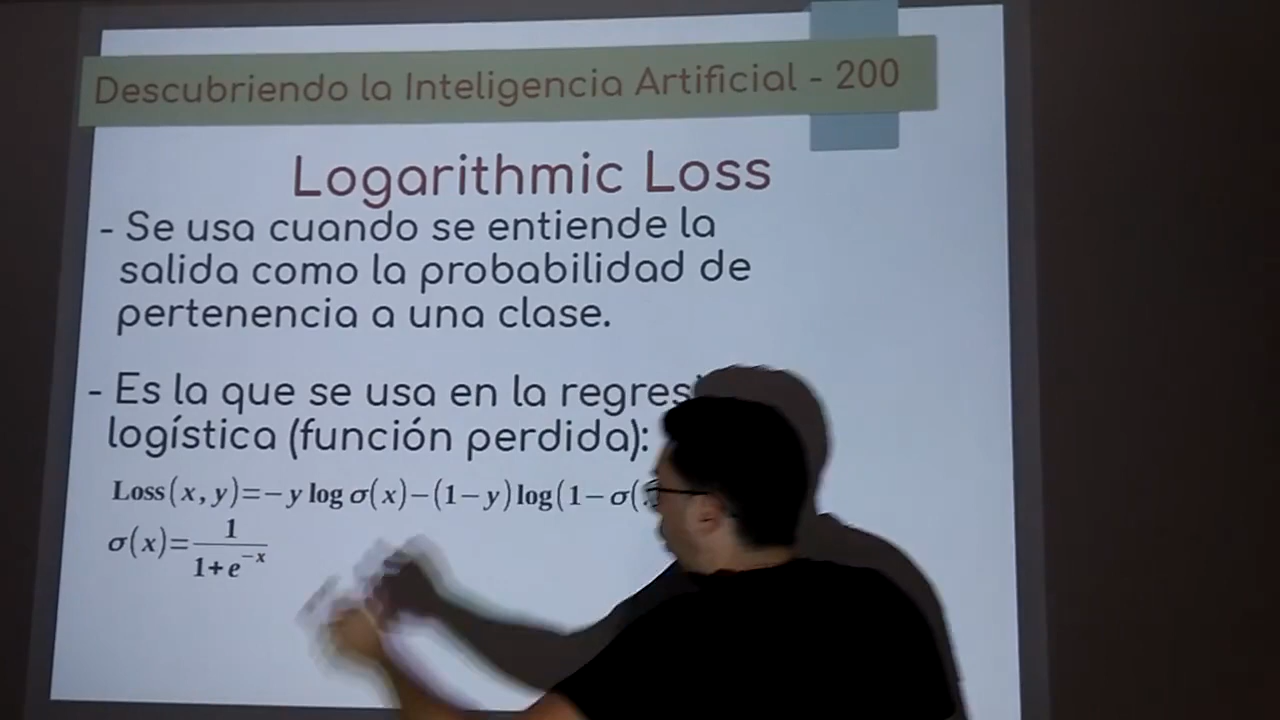 Descubriendo la Inteligencia Artificial - 200
Logarithmic Loss
- Se usa cuando se entiende la
salida como la probabilidad de
pertenencia a una clase.
- Es la que se usa en la
logística (función perdida):
Loss(x,y)=-y log σ(x)-(1-y)log(1-σ(
σ(x)=1/(1+e^-x)